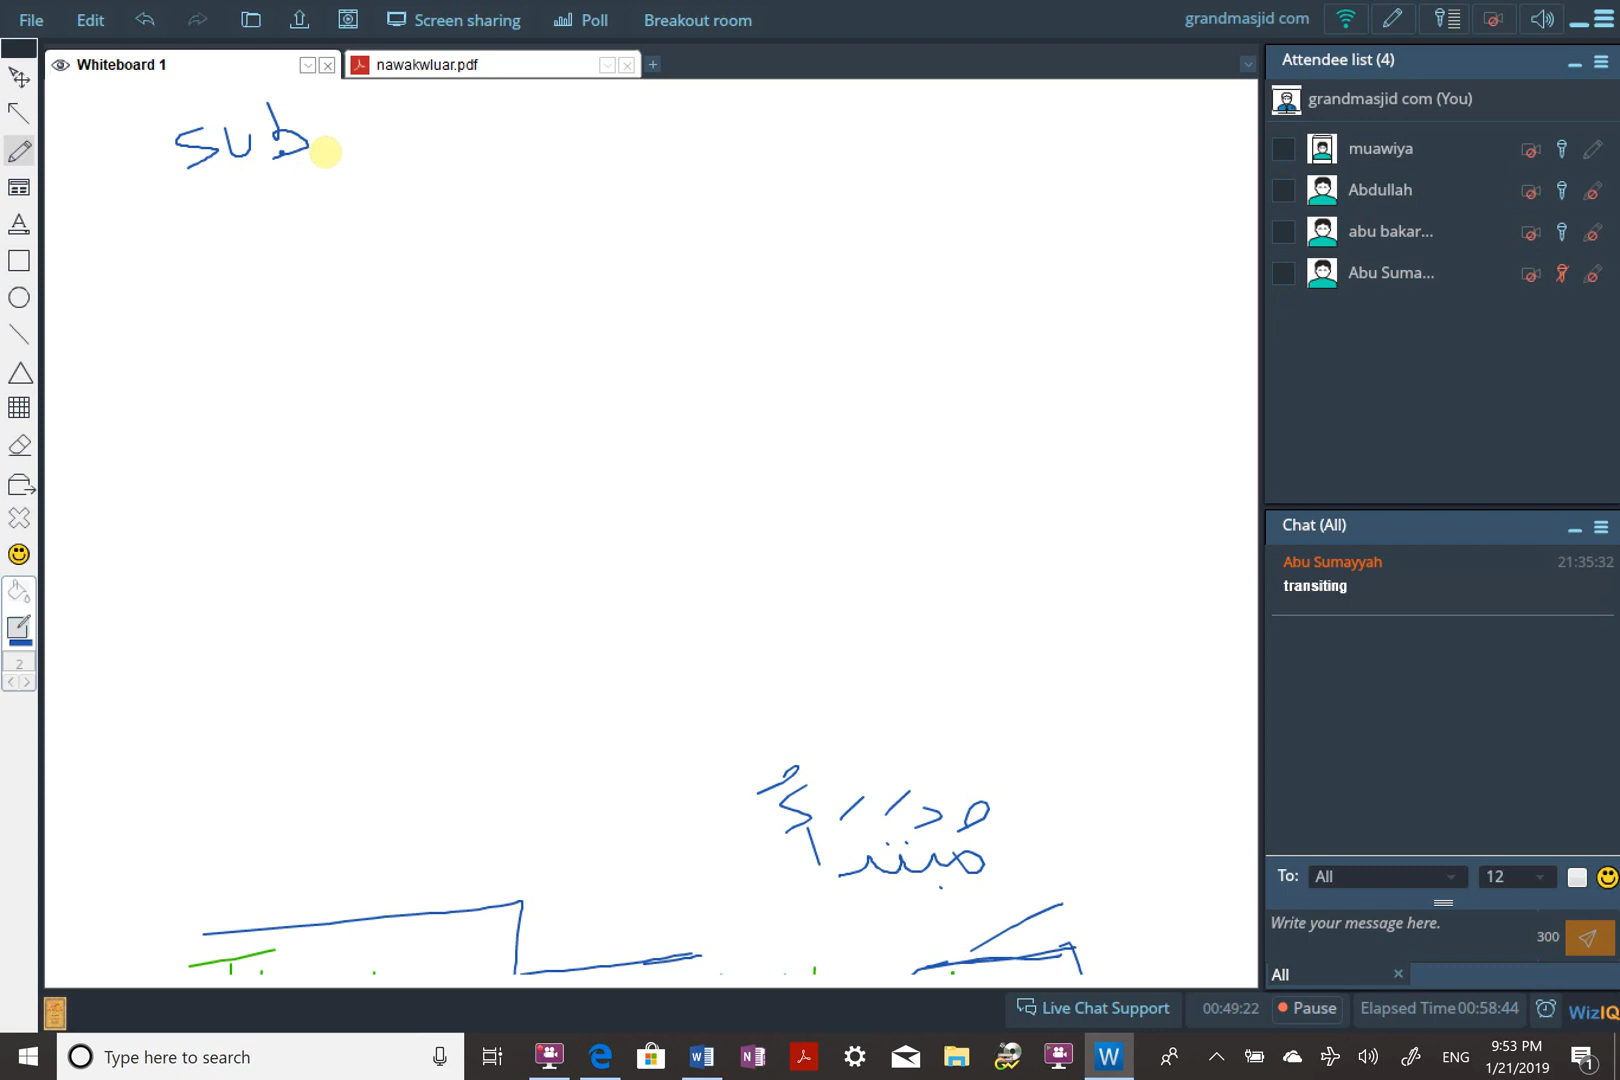 File Edit Screen sharing Poll Breakout room grandmasjid com
Whiteboard 1 nawakwluar.pdf
sub
Attendee list (4)
grandmasjid com (You)
muawiya
Abdullah
abu bakar...
Abu Suma...
Chat (All)
Abu Sumayyah 21:35:32
transiting
To: All 12
Write your message here. 300
All
2
Live Chat Support 00:49:22 Pause Elapsed Time 00:58:44 WizIQ
Type here to search ENG 9:53 PM
1/21/2019 1